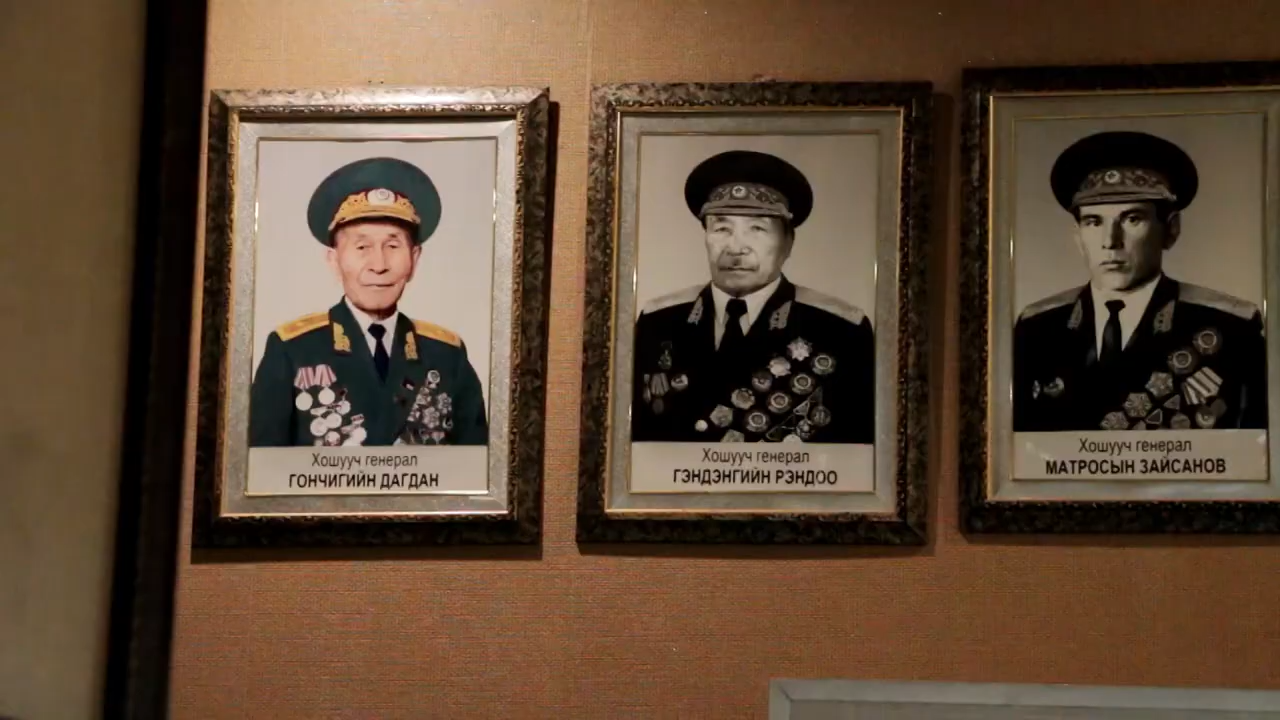 Хошууч генерал
ГОНЧИГИЙН ДАГДАН
Хошууч генерал
ГЭНДЭНГИЙН РЭНДОО
Хошууч генерал
МАТРОСЫН ЗАЙСАНОВ